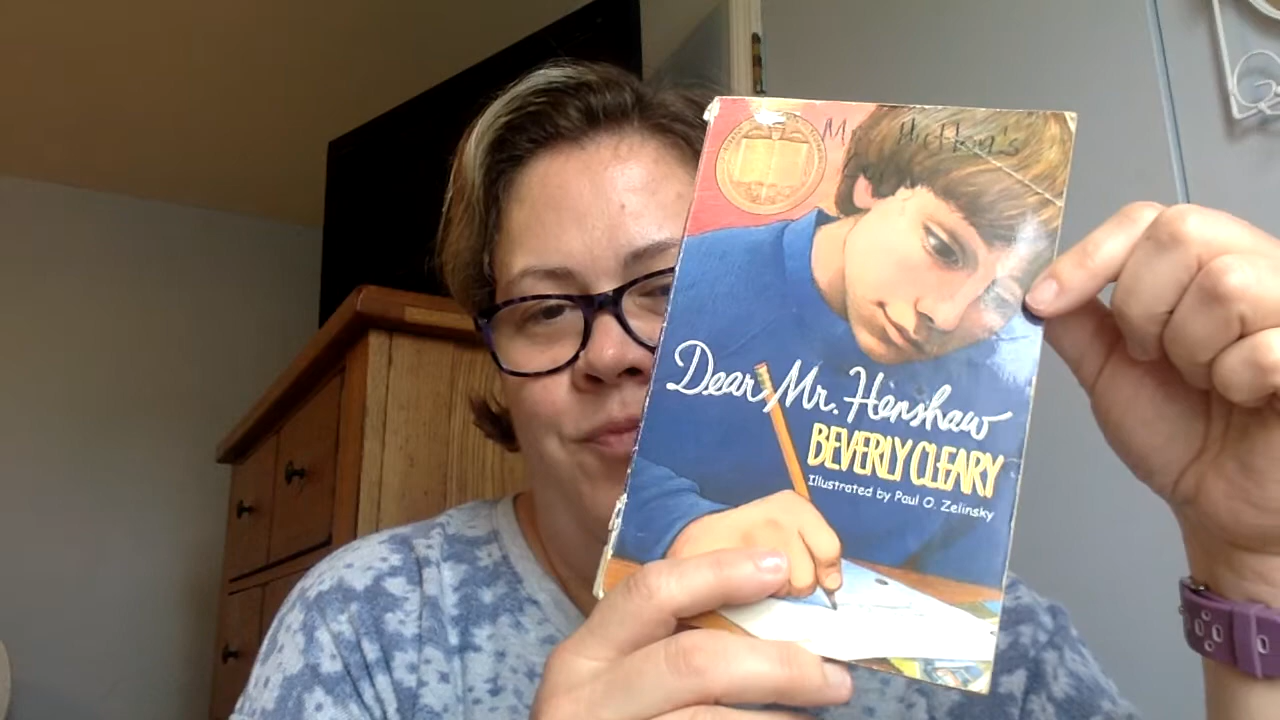 Dear Mr. Henshaw
BEVERLY CLEARY
Illustrated by Paul O. Zelinsky